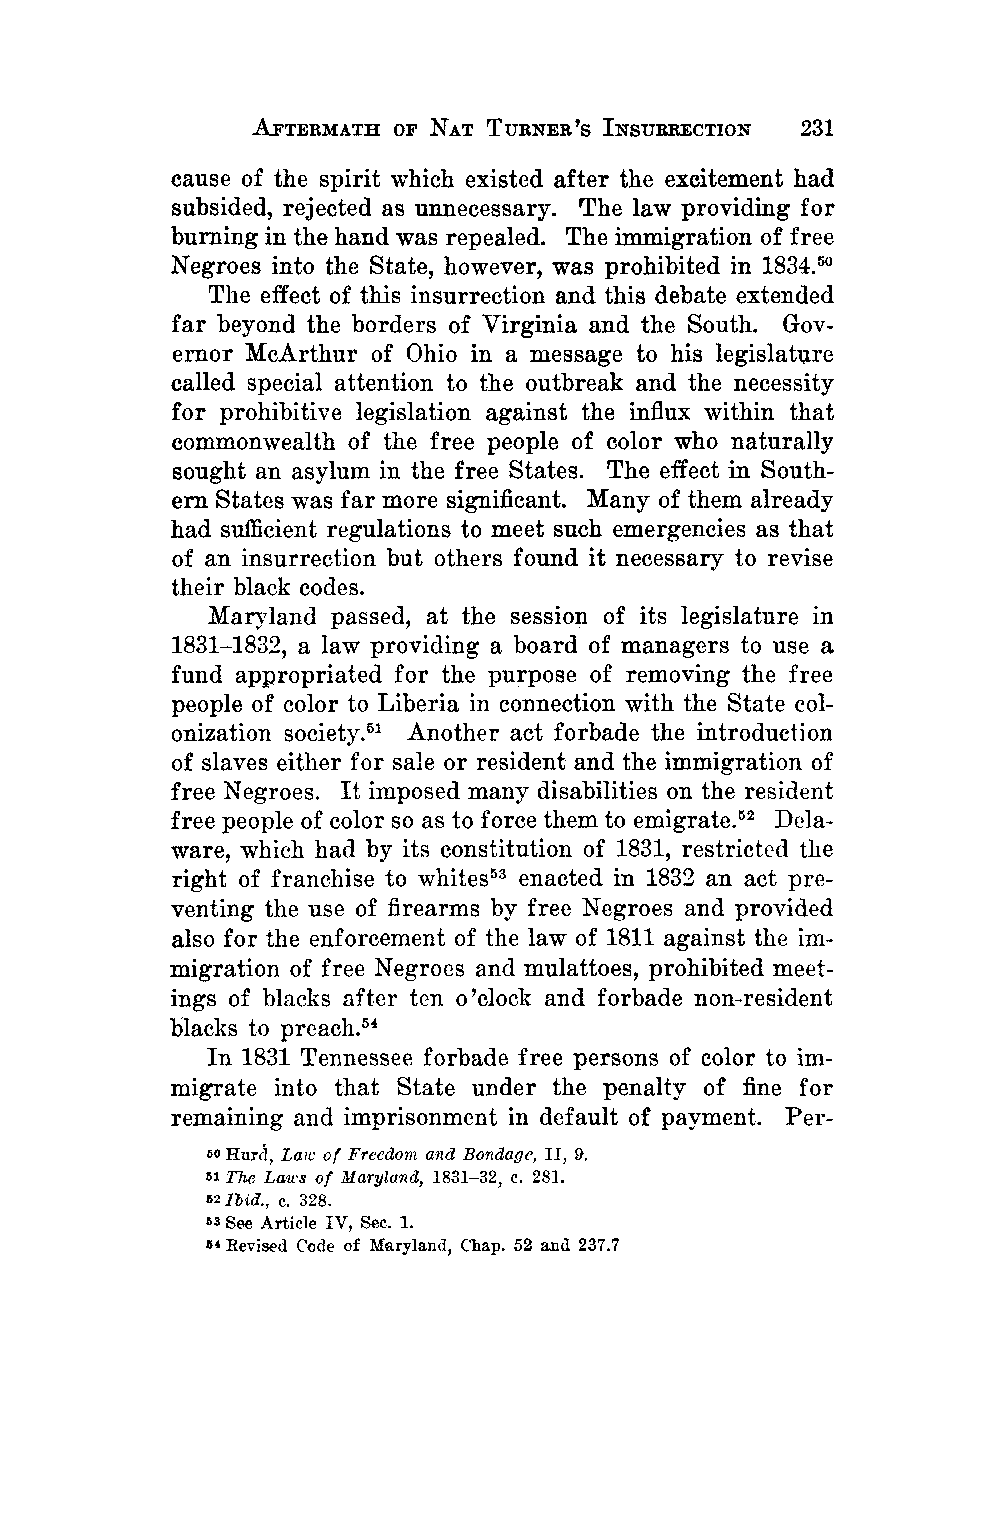 AFTERMATH OF NAT TURNER'S INSURRECTION 231
cause of the spirit which existed after the excitement had
subsided, rejected as unnecessary. The law providing for
burning in the hand was repealed. The immigration of free
Negroes into the State, however, was prohibited in 1834.⁵⁰
The effect of this insurrection and this debate extended
far beyond the borders of Virginia and the South. Gov-
ernor McArthur of Ohio in a message to his legislature
called special attention to the outbreak and the necessity
for prohibitive legislation against the influx within that
commonwealth of the free people of color who naturally
sought an asylum in the free States. The effect in South-
ern States was far more significant. Many of them already
had sufficient regulations to meet such emergencies as that
of an insurrection but others found it necessary to revise
their black codes.
Maryland passed, at the session of its legislature in
1831–1832, a law providing a board of managers to use a
fund appropriated for the purpose of removing the free
people of color to Liberia in connection with the State col-
onization society.⁵¹ Another act forbade the introduction
of slaves either for sale or resident and the immigration of
free Negroes. It imposed many disabilities on the resident
free people of color so as to force them to emigrate.⁵² Dela-
ware, which had by its constitution of 1831, restricted the
right of franchise to whites⁵³ enacted in 1832 an act pre-
venting the use of firearms by free Negroes and provided
also for the enforcement of the law of 1811 against the im-
migration of free Negroes and mulattoes, prohibited meet-
ings of blacks after ten o'clock and forbade non-resident
blacks to preach.⁵⁴
In 1831 Tennessee forbade free persons of color to im-
migrate into that State under the penalty of fine for
remaining and imprisonment in default of payment. Per-
⁵⁰ Hurd, Law of Freedom and Bondage, II, 9.
⁵¹ The Laws of Maryland, 1831–32, c. 281.
⁵² Ibid., c. 328.
⁵³ See Article IV, Sec. 1.
⁵⁴ Revised Code of Maryland, Chap. 52 and 237.7